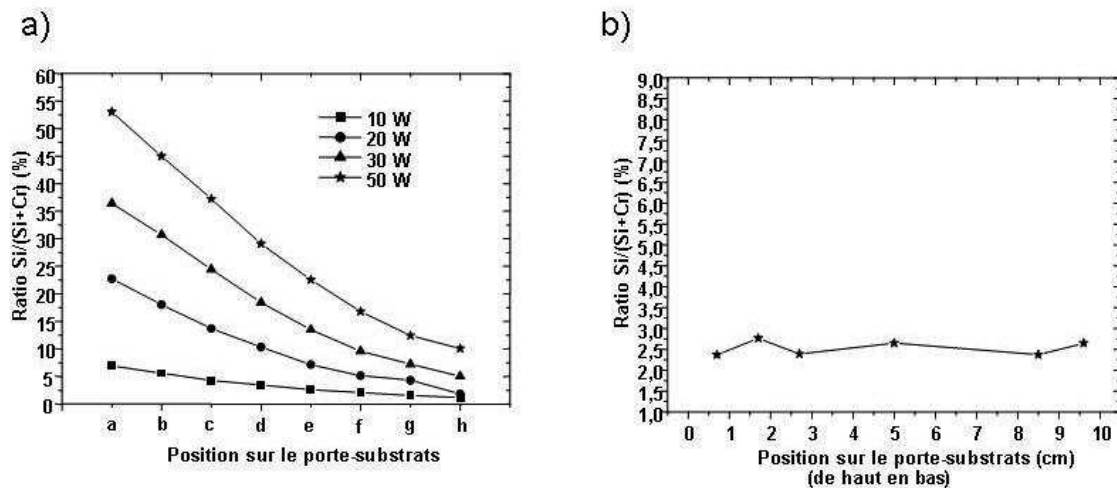 a)
60
55
50
45
40
35
30
25
20
15
10
5
0
Ratio Si/(Si+Cr) (%)
10 W
20 W
30 W
50 W
a b c d e f g h
Position sur le porte-substrats
b)
9,0
8,5
8,0
7,5
7,0
6,5
6,0
5,5
5,0
4,5
4,0
3,5
3,0
2,5
2,0
1,5
1,0
Ratio Si/(Si+Cr) (%)
0 1 2 3 4 5 6 7 8 9 10
Position sur le porte-substrats (cm)
(de haut en bas)